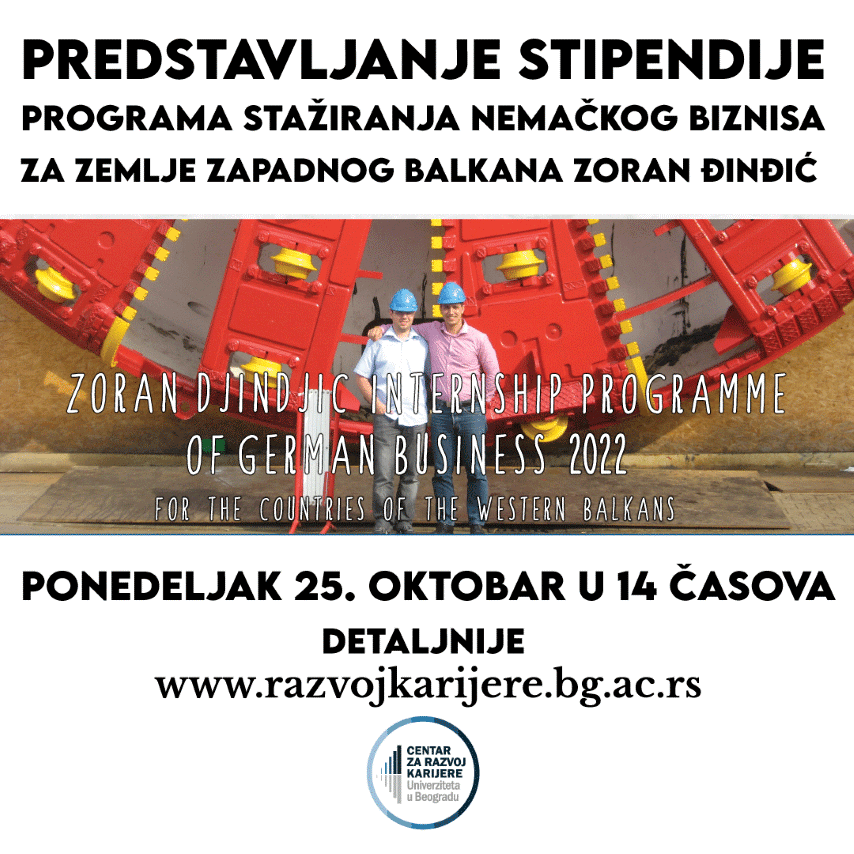 PREDSTAVLJANJE STIPENDIJE
PROGRAMA STAŽIRANJA NEMAČKOG BIZNISA
ZA ZEMLJE ZAPADNOG BALKANA ZORAN ĐINĐIĆ
ZORAN DJINDJIC INTERNSHIP PROGRAMME
OF GERMAN BUSINESS 2022
FOR THE COUNTRIES OF THE WESTERN BALKANS
PONEDELJAK 25. OKTOBAR U 14 ČASOVA
DETALJNIJE
www.razvojkarijere.bg.ac.rs
CENTAR
ZA RAZVOJ
KARIJERE
Univerziteta
u Beogradu